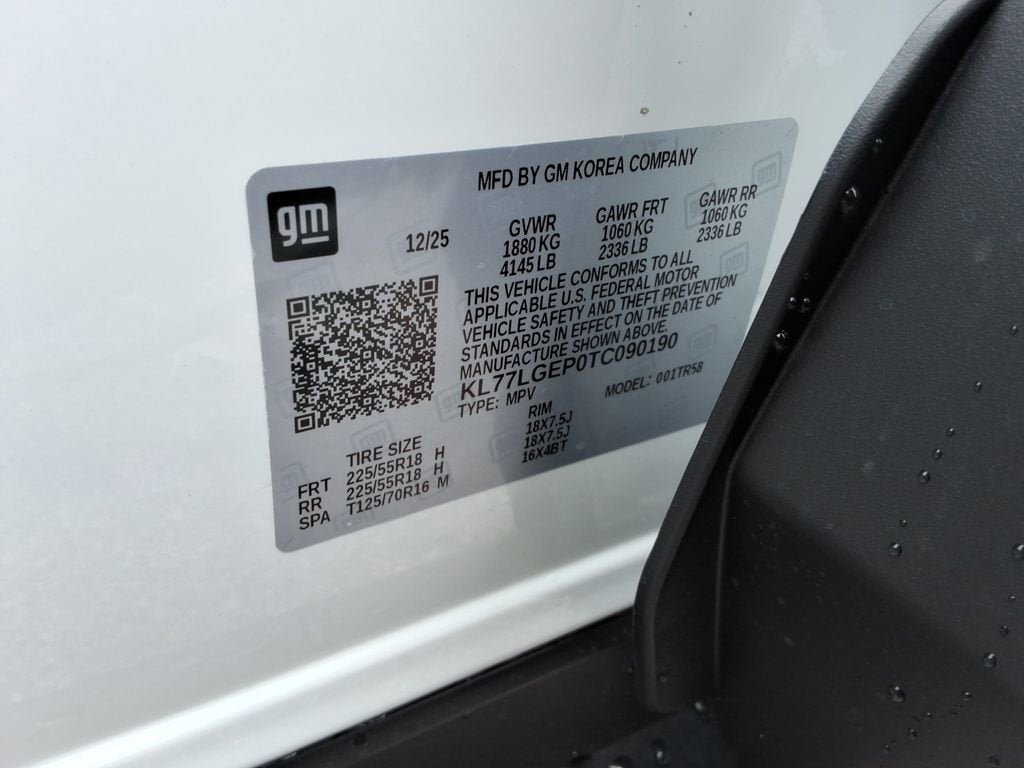 gm
MFD BY GM KOREA COMPANY
12/25
GVWR GAWR FRT GAWR RR
1880 KG 1060 KG 1060 KG
4145 LB 2336 LB 2336 LB
THIS VEHICLE CONFORMS TO ALL
APPLICABLE U.S. FEDERAL MOTOR
VEHICLE SAFETY AND THEFT PREVENTION
STANDARDS IN EFFECT ON THE DATE OF
MANUFACTURE SHOWN ABOVE.
KL77LGEP0TC090190
TYPE: MPV MODEL: 001TR58
TIRE SIZE RIM
FRT 225/55R18 H 18X7.5J
RR 225/55R18 H 18X7.5J
SPA T125/70R16 M 16X4BT